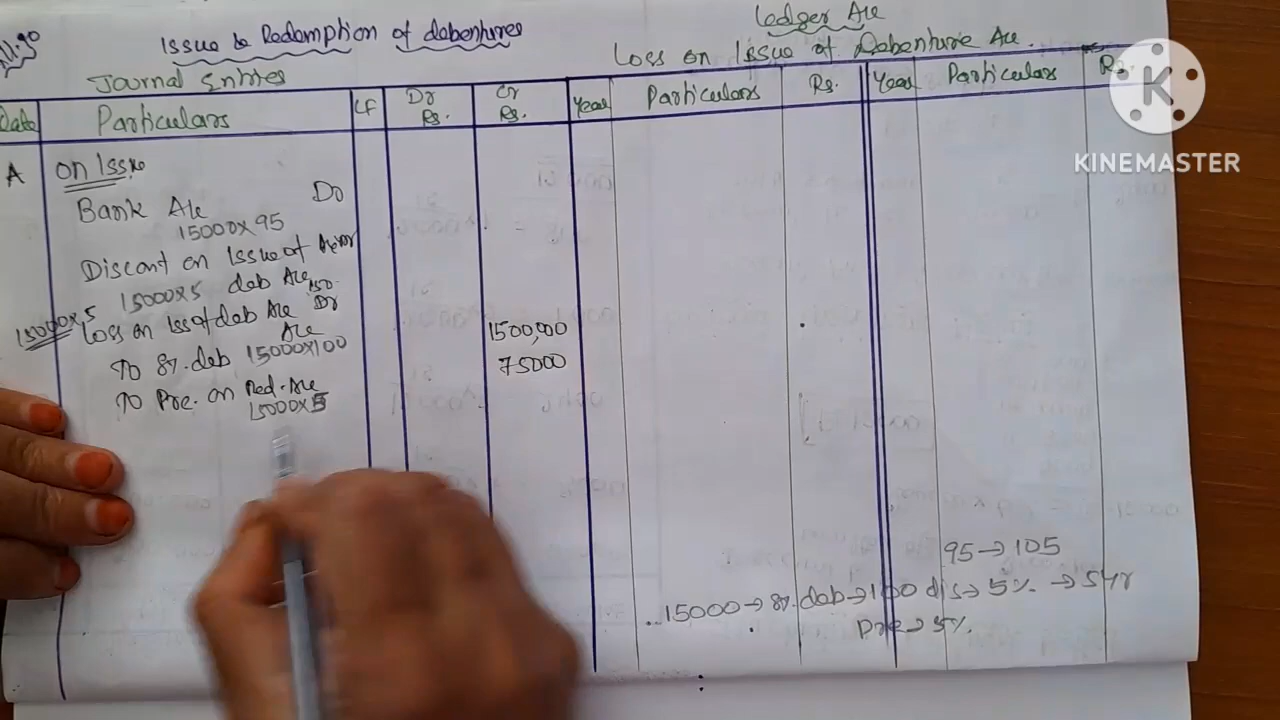 Issue & Redemption of debentures
Ledger A/c
Loss on Issue of Debenture A/c.
Journal Entries
Date Particulars LF Dr Rs. Cr Rs. Year Particulars Rs. Year Particulars Rs.
A on Issue
Bank A/c Dr
15000x95
Discont on Issue of
15000x5 deb A/c
15000x5 Loss on Iss of deb A/c Dr
To 8%. deb A/c 15000x100 1500,000
To Pre. on Red. A/c 75000
15000x5
95→105
15000→8%. deb→100 dis→5%. →5Yr
Pre→5%.
K
KINEMASTER